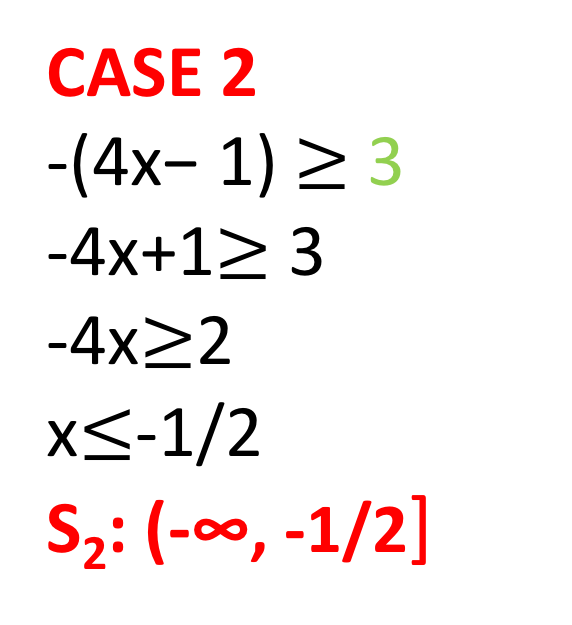 CASE 2
-(4x− 1) ≥ 3
-4x+1≥ 3
-4x≥2
x≤-1/2
S₂: (-∞, -1/2]